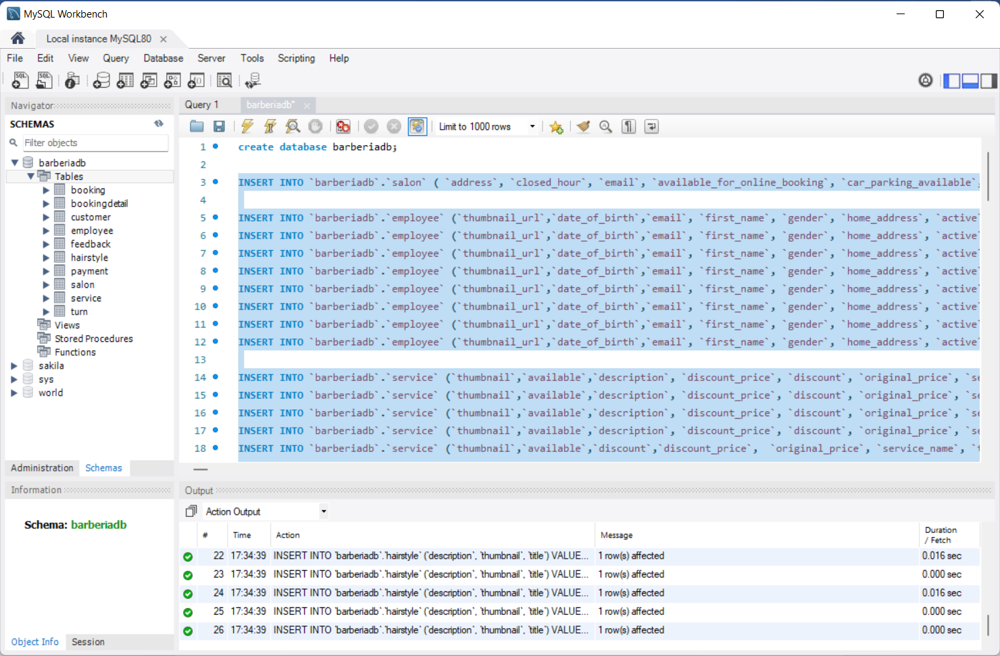 MySQL Workbench
Local instance MySQL80
File Edit View Query Database Server Tools Scripting Help
Navigator
SCHEMAS
Filter objects
barberiadb
Tables
booking
bookingdetail
customer
employee
feedback
hairstyle
payment
salon
service
turn
Views
Stored Procedures
Functions
sakila
sys
world
Administration Schemas
Information
Schema: barberiadb
Object Info Session
Query 1 barberiadb*
Limit to 1000 rows
1 create database barberiadb;
2
3 INSERT INTO `barberiadb`.`salon` ( `address`, `closed_hour`, `email`, `available_for_online_booking`, `car_parking_available`,
4
5 INSERT INTO `barberiadb`.`employee` (`thumbnail_url`,`date_of_birth`,`email`, `first_name`, `gender`, `home_address`, `active`
6 INSERT INTO `barberiadb`.`employee` (`thumbnail_url`,`date_of_birth`,`email`, `first_name`, `gender`, `home_address`, `active`
7 INSERT INTO `barberiadb`.`employee` (`thumbnail_url`,`date_of_birth`,`email`, `first_name`, `gender`, `home_address`, `active`
8 INSERT INTO `barberiadb`.`employee` (`thumbnail_url`,`date_of_birth`,`email`, `first_name`, `gender`, `home_address`, `active`
9 INSERT INTO `barberiadb`.`employee` (`thumbnail_url`,`date_of_birth`,`email`, `first_name`, `gender`, `home_address`, `active`
10 INSERT INTO `barberiadb`.`employee` (`thumbnail_url`,`date_of_birth`,`email`, `first_name`, `gender`, `home_address`, `active`
11 INSERT INTO `barberiadb`.`employee` (`thumbnail_url`,`date_of_birth`,`email`, `first_name`, `gender`, `home_address`, `active`
12 INSERT INTO `barberiadb`.`employee` (`thumbnail_url`,`date_of_birth`,`email`, `first_name`, `gender`, `home_address`, `active`
13
14 INSERT INTO `barberiadb`.`service` (`thumbnail`,`available`,`description`, `discount_price`, `discount`, `original_price`, `se
15 INSERT INTO `barberiadb`.`service` (`thumbnail`,`available`,`description`, `discount_price`, `discount`, `original_price`, `se
16 INSERT INTO `barberiadb`.`service` (`thumbnail`,`available`,`description`, `discount_price`, `discount`, `original_price`, `se
17 INSERT INTO `barberiadb`.`service` (`thumbnail`,`available`,`description`, `discount_price`, `discount`, `original_price`, `se
18 INSERT INTO `barberiadb`.`service` (`thumbnail`,`available`,`discount`,`discount_price`, `original_price`, `service_name`, `t
Output
Action Output
# Time Action Message Duration / Fetch
22 17:34:39 INSERT INTO `barberiadb`.`hairstyle` (`description`, `thumbnail`, `title`) VALUE... 1 row(s) affected 0.016 sec
23 17:34:39 INSERT INTO `barberiadb`.`hairstyle` (`description`, `thumbnail`, `title`) VALUE... 1 row(s) affected 0.000 sec
24 17:34:39 INSERT INTO `barberiadb`.`hairstyle` (`description`, `thumbnail`, `title`) VALUE... 1 row(s) affected 0.016 sec
25 17:34:39 INSERT INTO `barberiadb`.`hairstyle` (`description`, `thumbnail`, `title`) VALUE... 1 row(s) affected 0.000 sec
26 17:34:39 INSERT INTO `barberiadb`.`hairstyle` (`description`, `thumbnail`, `title`) VALUE... 1 row(s) affected 0.000 sec